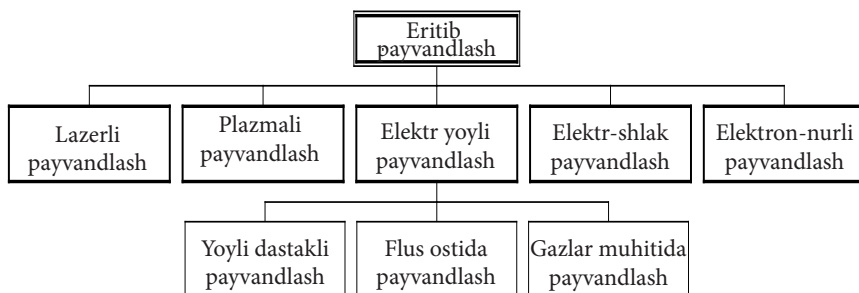 Eritib
payvandlash
Lazerli
payvandlash
Plazmali
payvandlash
Elektr yoyli
payvandlash
Elektr-shlak
payvandlash
Elektron-nurli
payvandlash
Yoyli dastakli
payvandlash
Flus ostida
payvandlash
Gazlar muhitida
payvandlash